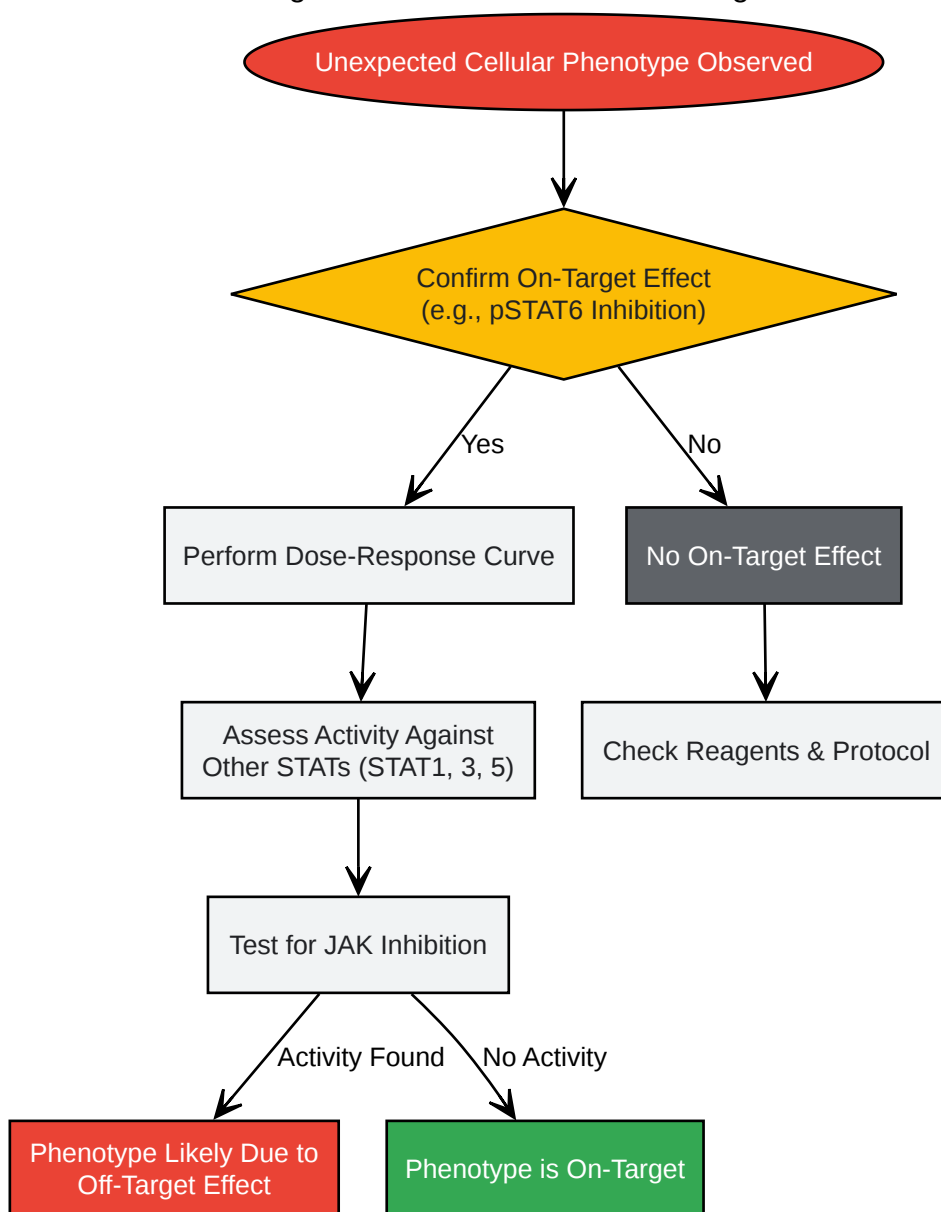 Unexpected Cellular Phenotype Observed
Confirm On-Target Effect
(e.g., pSTAT6 Inhibition)
Yes
No
Perform Dose-Response Curve
No On-Target Effect
Assess Activity Against
Other STATs (STAT1, 3, 5)
Check Reagents & Protocol
Test for JAK Inhibition
Activity Found
No Activity
Phenotype Likely Due to
Off-Target Effect
Phenotype is On-Target